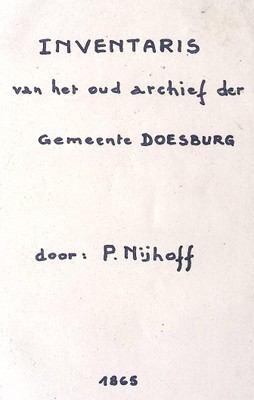 INVENTARIS
van het oud archief der
Gemeente DOESBURG
door: P. Nijhoff
1865